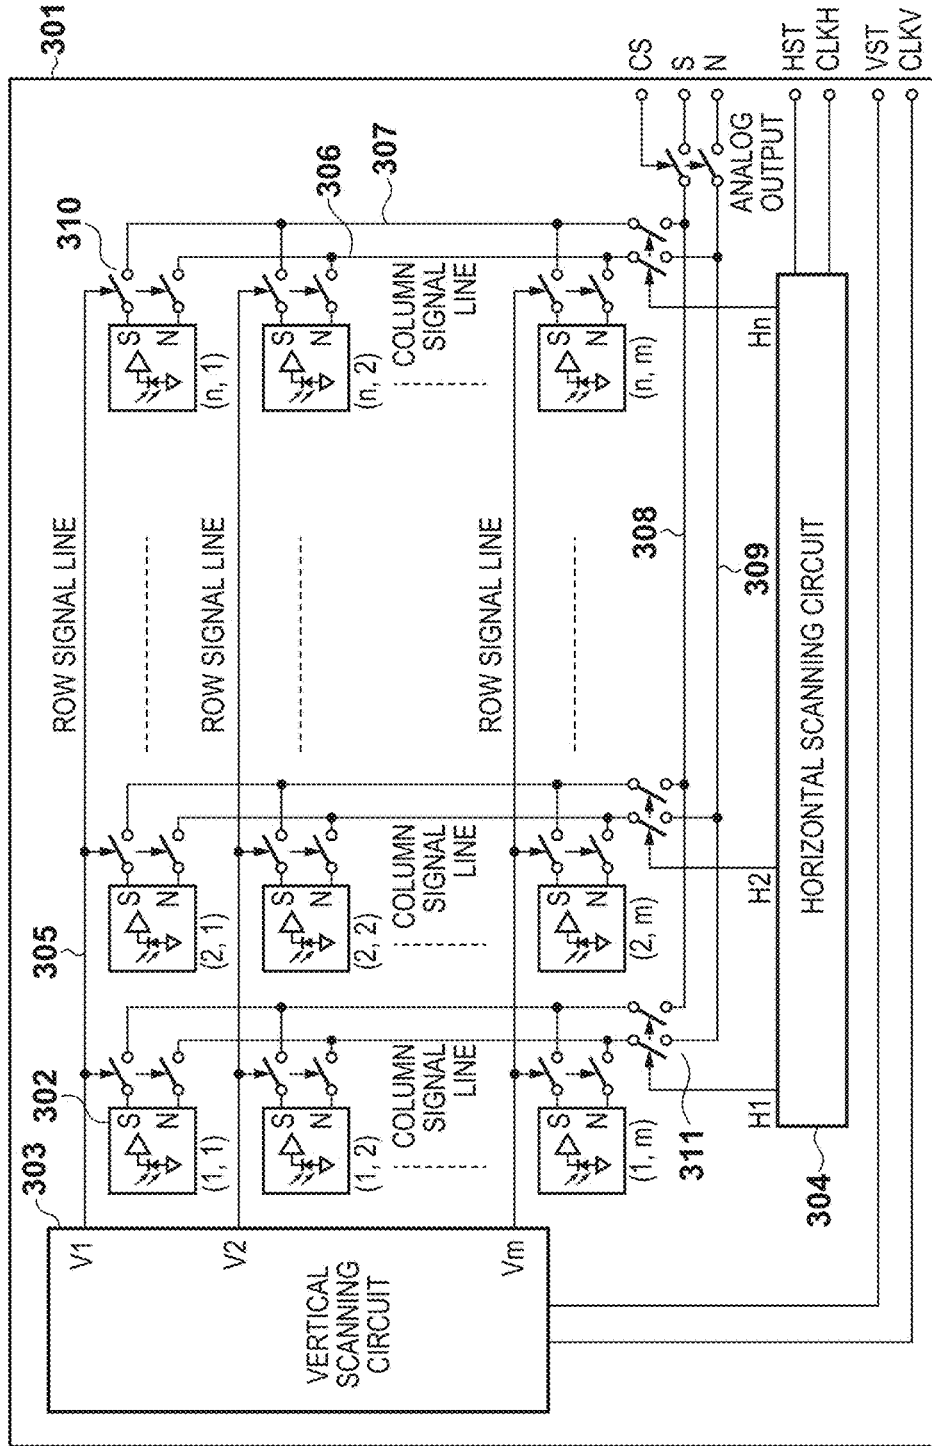 301
303
VERTICAL
SCANNING
CIRCUIT
V1
V2
Vm
302
305
310
306
307
ROW SIGNAL LINE
ROW SIGNAL LINE
ROW SIGNAL LINE
S
N
(1, 1)
S
N
(2, 1)
S
N
(n, 1)
S
N
(1, 2)
S
N
(2, 2)
S
N
(n, 2)
COLUMN
SIGNAL
LINE
COLUMN
SIGNAL
LINE
COLUMN
SIGNAL
LINE
S
N
(1, m)
S
N
(2, m)
S
N
(n, m)
311
308
309
CS
S
N
ANALOG
OUTPUT
H1
H2
Hn
304
HORIZONTAL SCANNING CIRCUIT
HST
CLKH
VST
CLKV